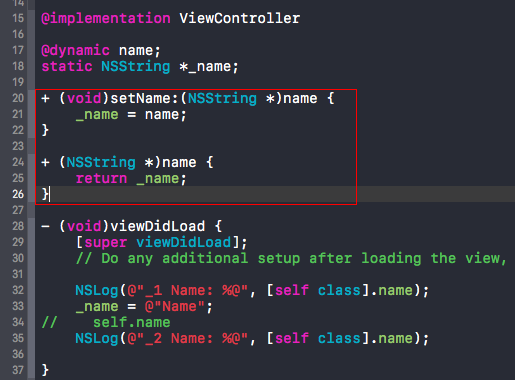 14
15 @implementation ViewController
16
17 @dynamic name;
18 static NSString *_name;
19
20 + (void)setName:(NSString *)name {
21     _name = name;
22 }
23
24 + (NSString *)name {
25     return _name;
26 }
27
28 - (void)viewDidLoad {
29     [super viewDidLoad];
30     // Do any additional setup after loading the view,
31
32     NSLog(@"_1 Name: %@", [self class].name);
33     _name = @"Name";
34 //    self.name
35     NSLog(@"_2 Name: %@", [self class].name);
36
37 }